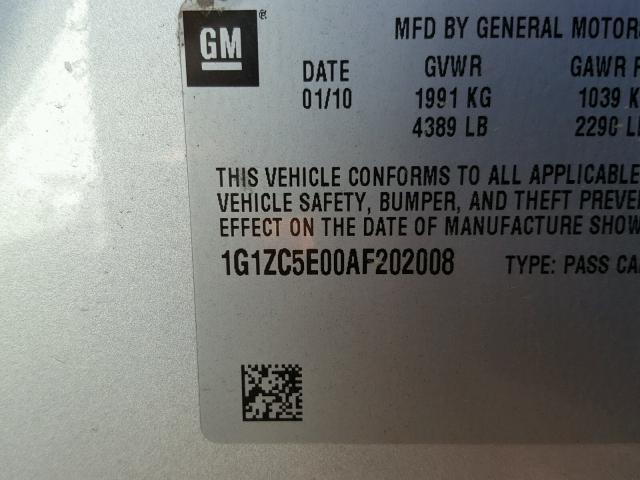 GM ®
MFD BY GENERAL MOTORS
DATE GVWR GAWR F
01/10 1991 KG 1039 K
4389 LB 2290 L
THIS VEHICLE CONFORMS TO ALL APPLICABLE
VEHICLE SAFETY, BUMPER, AND THEFT PREVE
EFFECT ON THE DATE OF MANUFACTURE SHOW
1G1ZC5E00AF202008 TYPE: PASS CA